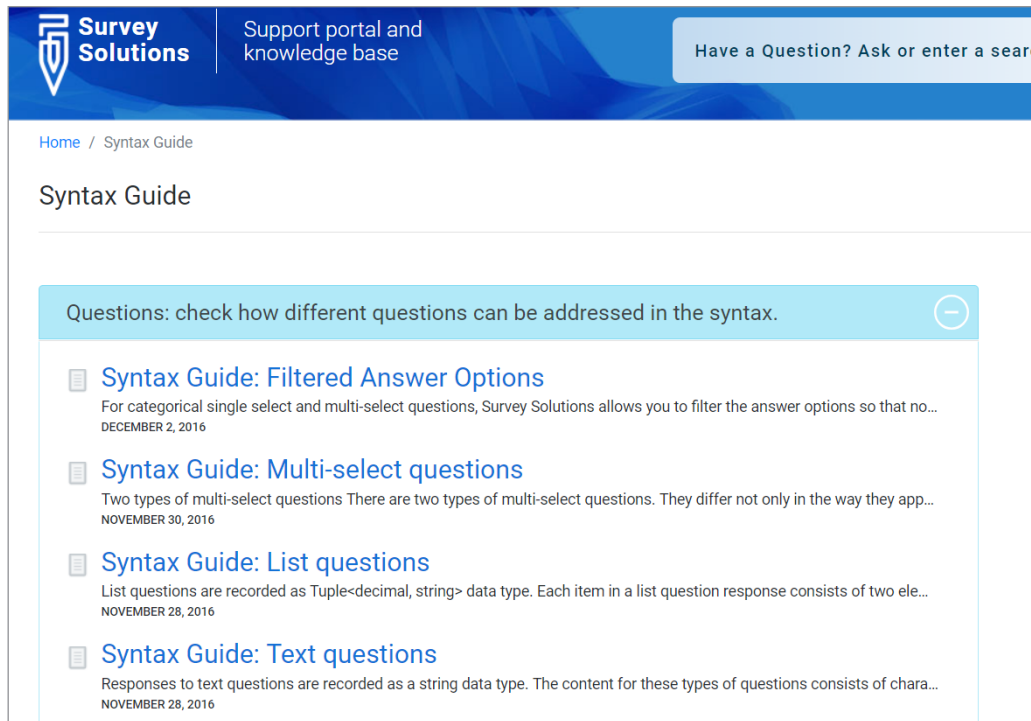 Survey
Solutions
Support portal and
knowledge base
Have a Question? Ask or enter a sear
Home / Syntax Guide
Syntax Guide
Questions: check how different questions can be addressed in the syntax.
Syntax Guide: Filtered Answer Options
For categorical single select and multi-select questions, Survey Solutions allows you to filter the answer options so that no...
DECEMBER 2, 2016
Syntax Guide: Multi-select questions
Two types of multi-select questions There are two types of multi-select questions. They differ not only in the way they app...
NOVEMBER 30, 2016
Syntax Guide: List questions
List questions are recorded as Tuple<decimal, string> data type. Each item in a list question response consists of two ele...
NOVEMBER 28, 2016
Syntax Guide: Text questions
Responses to text questions are recorded as a string data type. The content for these types of questions consists of chara...
NOVEMBER 28, 2016